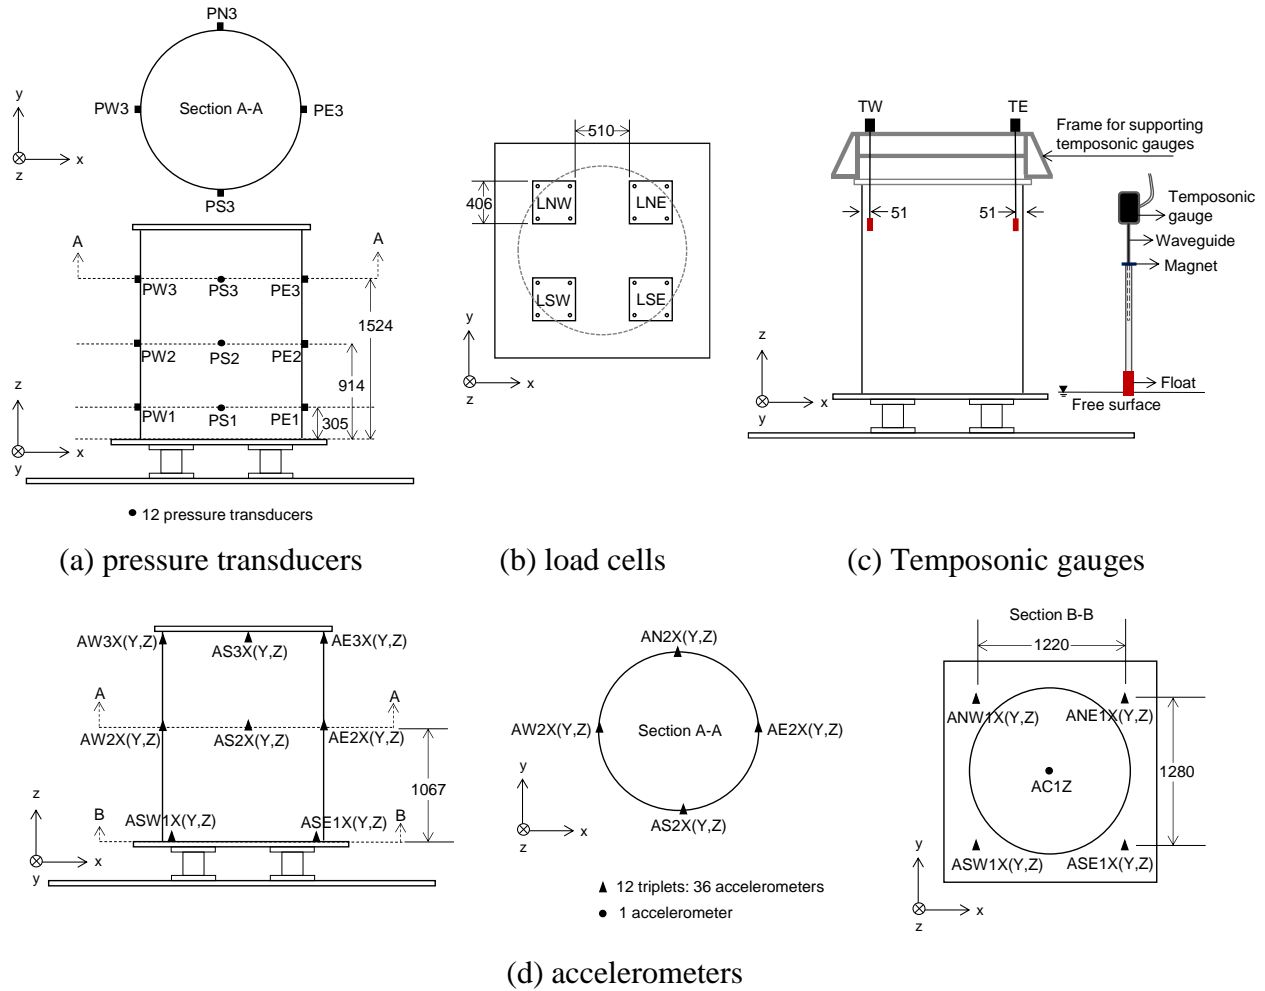 PN3
y
PW3
Section A-A
PE3
x
z
PS3
A
A
PW3
PS3
PE3
1524
PW2
PS2
PE2
914
z
PW1
PS1
PE1
305
x
y
12 pressure transducers
(a) pressure transducers
510
406
LNW
LNE
LSW
LSE
y
x
z
(b) load cells
TW
TE
Frame for supporting
temposonic gauges
51
51
Temposonic
gauge
Waveguide
Magnet
z
Float
Free surface
x
y
(c) Temposonic gauges
AW3X(Y,Z)
AS3X(Y,Z)
AE3X(Y,Z)
A
A
AW2X(Y,Z)
AS2X(Y,Z)
AE2X(Y,Z)
1067
z
B
ASW1X(Y,Z)
ASE1X(Y,Z)
B
x
y
AN2X(Y,Z)
AW2X(Y,Z)
Section A-A
AE2X(Y,Z)
y
AS2X(Y,Z)
x
z
12 triplets: 36 accelerometers
1 accelerometer
Section B-B
1220
ANW1X(Y,Z)
ANE1X(Y,Z)
1280
AC1Z
y
ASW1X(Y,Z)
ASE1X(Y,Z)
x
z
(d) accelerometers